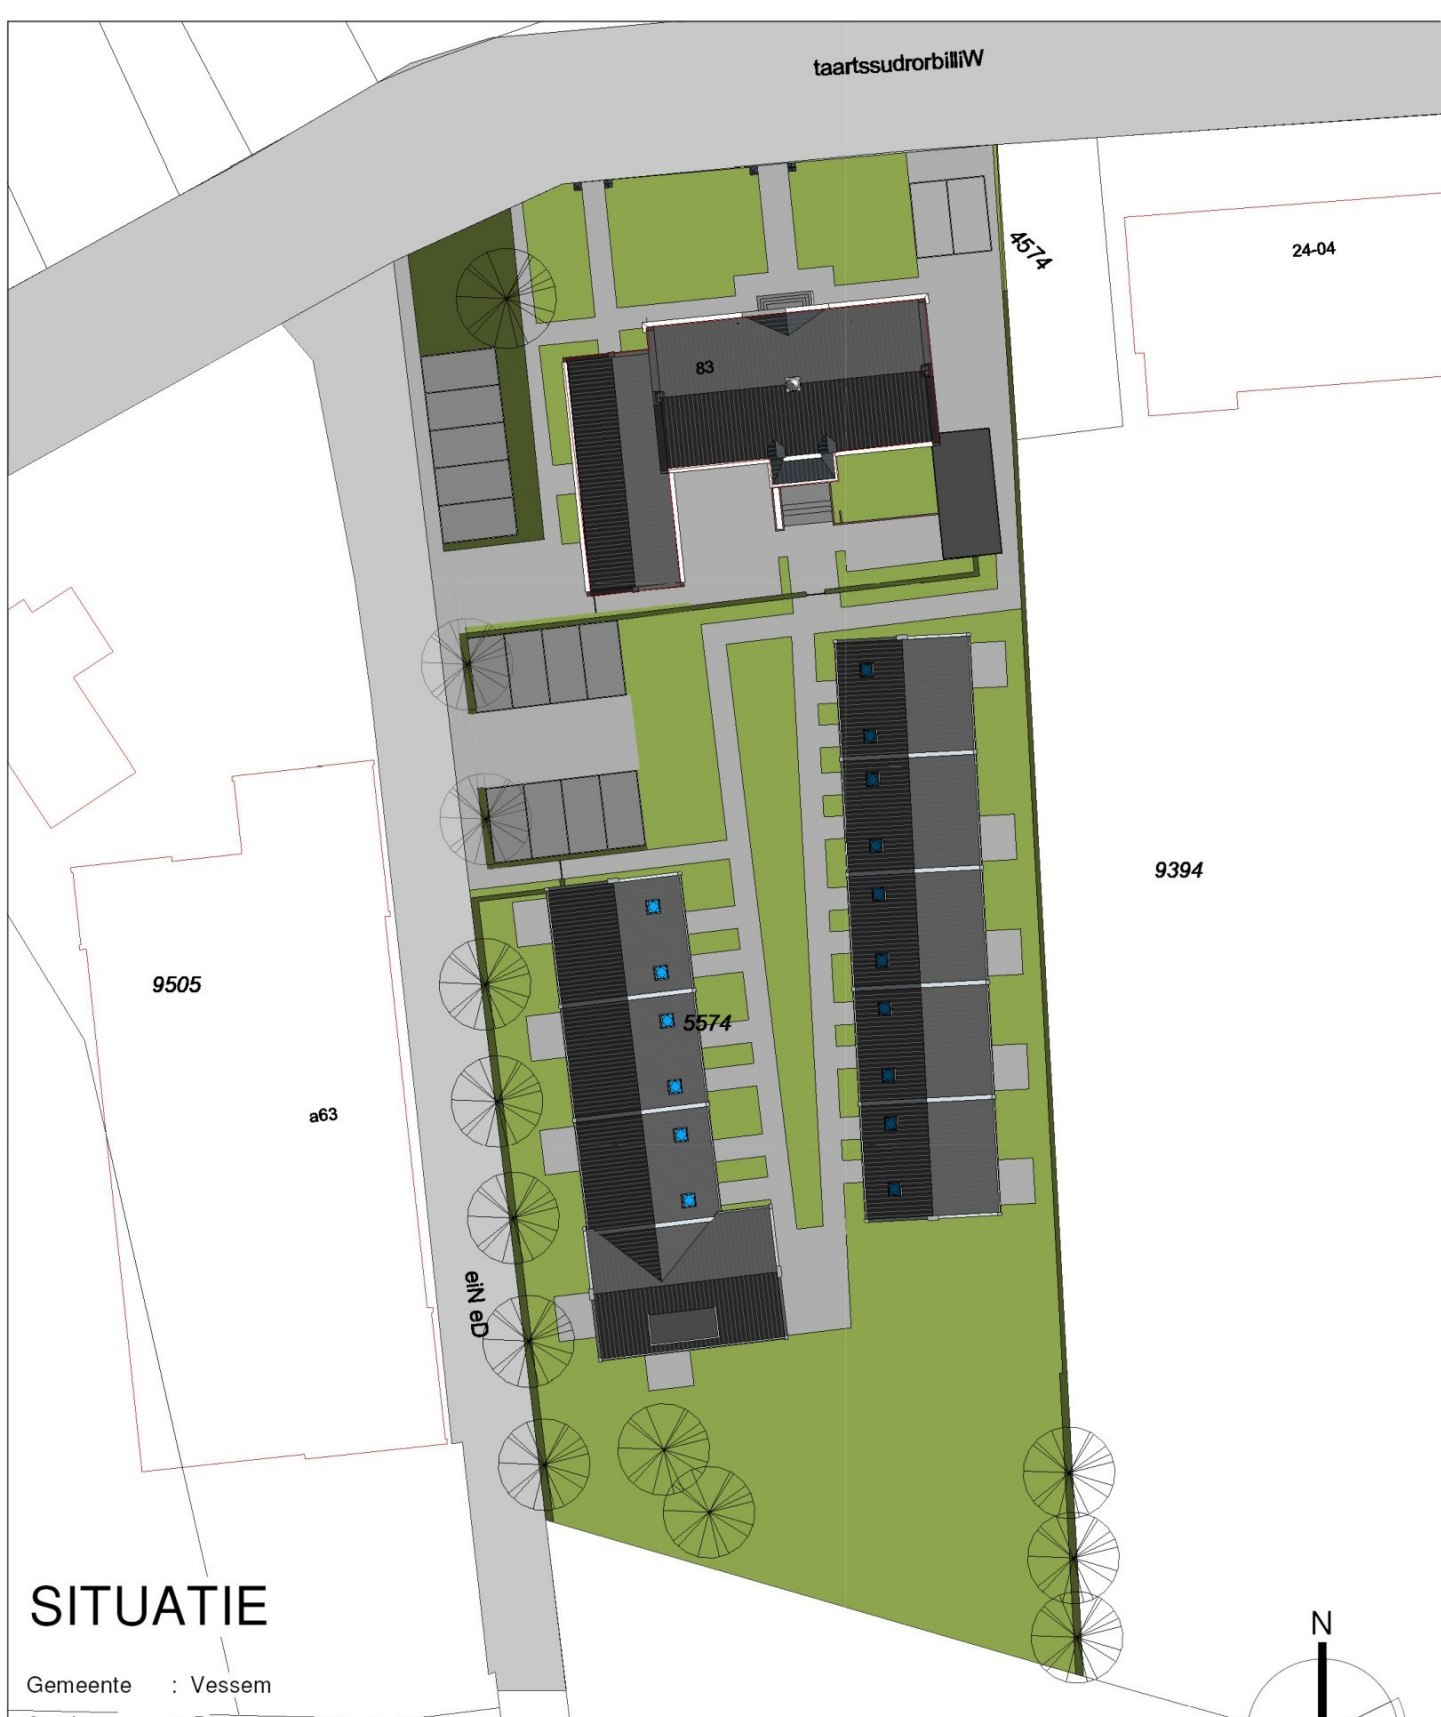 taartssudrorbilliW
4574
24-04
83
9394
9505
5574
a63
eiN eD
SITUATIE
N
Gemeente : Vessem